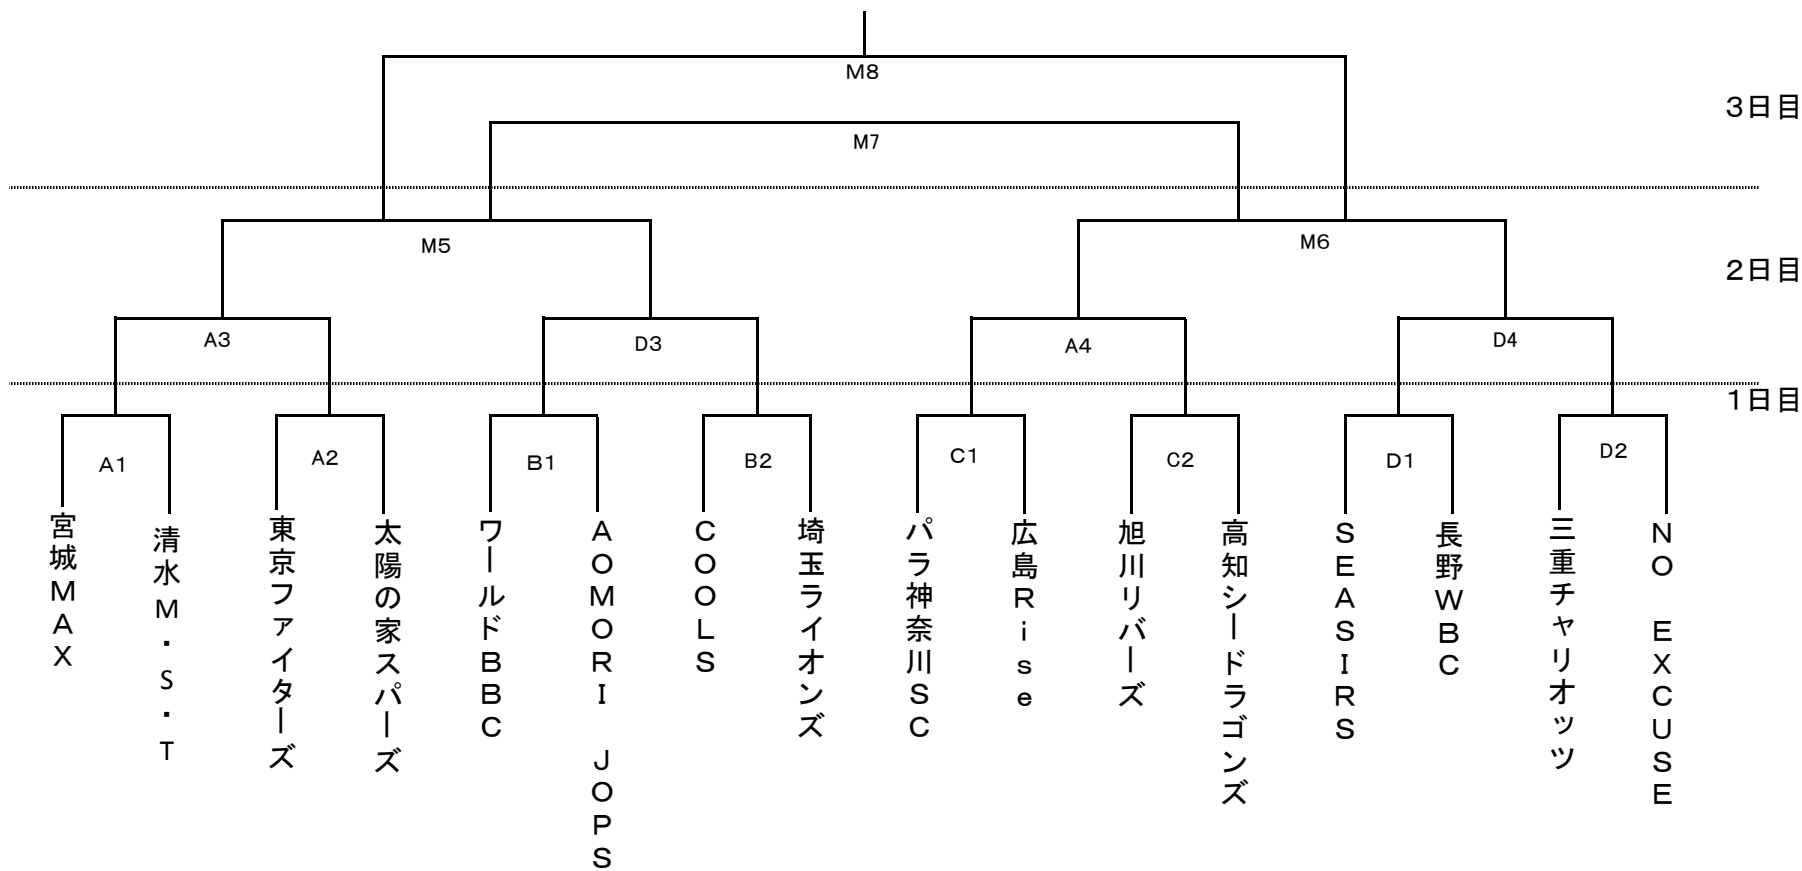 M8
3日目
M7
M5
M6
2日目
A3
D3
A4
D4
1日目
A1
A2
B1
B2
C1
C2
D1
D2
宮城MAX
清水M・S・T
東京ファイターズ
太陽の家スパーズ
ワールドBBC
AOMORI JOPS
COOLS
埼玉ライオンズ
パラ神奈川SC
広島Rise
旭川リバーズ
高知シードラゴンズ
SEASIRS
長野WBC
三重チャリオッツ
NO EXCUSE